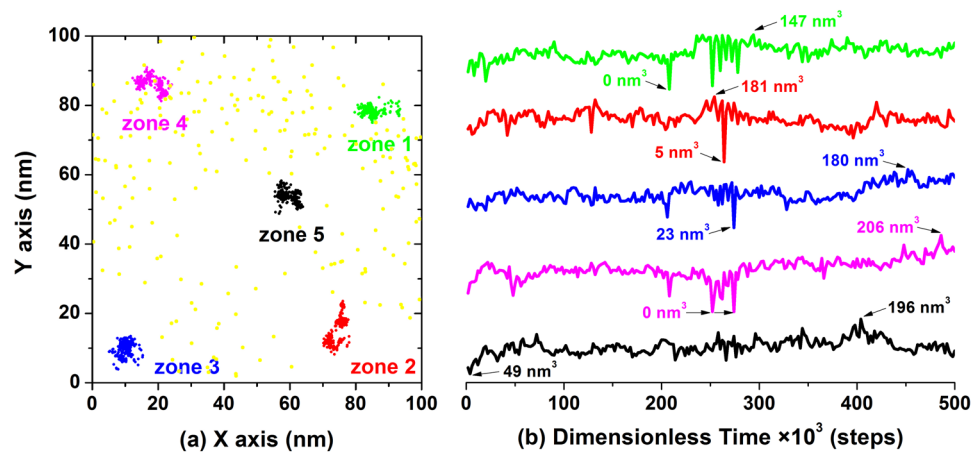 100
80
60
40
20
0
Y axis (nm)
zone 4
zone 1
zone 5
zone 3
zone 2
0 20 40 60 80 100
(a) X axis (nm)
147 nm³
0 nm³
181 nm³
5 nm³
180 nm³
23 nm³
206 nm³
0 nm³
196 nm³
49 nm³
0 100 200 300 400 500
(b) Dimensionless Time ×10³ (steps)